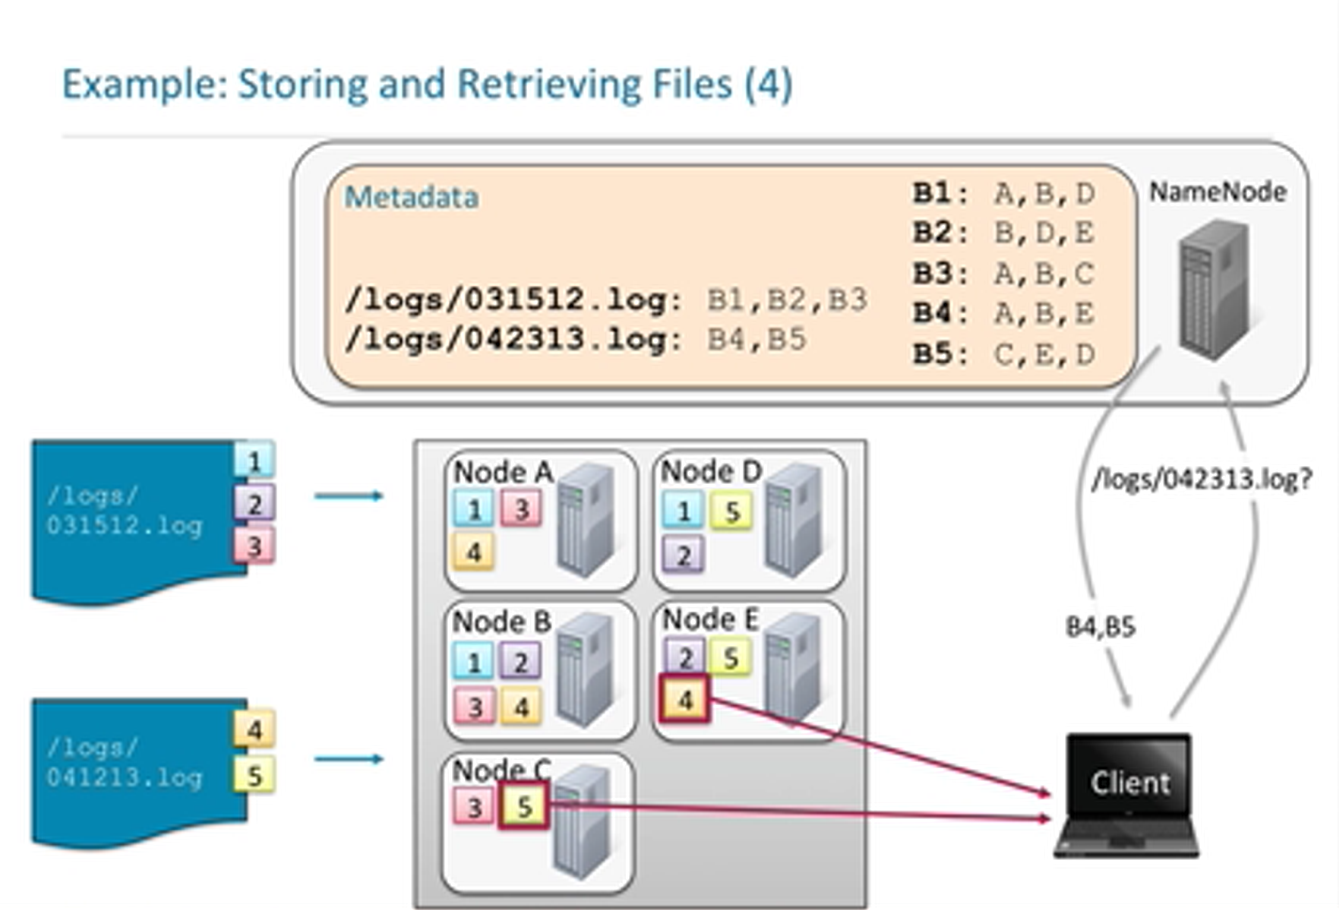 Example: Storing and Retrieving Files (4)
Metadata
/logs/031512.log: B1,B2,B3
/logs/042313.log: B4,B5
B1: A,B,D
B2: B,D,E
B3: A,B,C
B4: A,B,E
B5: C,E,D
NameNode
/logs/
031512.log
1
2
3
/logs/
041213.log
4
5
Node A
1 3
4
Node D
1 5
2
Node B
1 2
3 4
Node E
2 5
4
Node C
3 5
/logs/042313.log?
B4,B5
Client